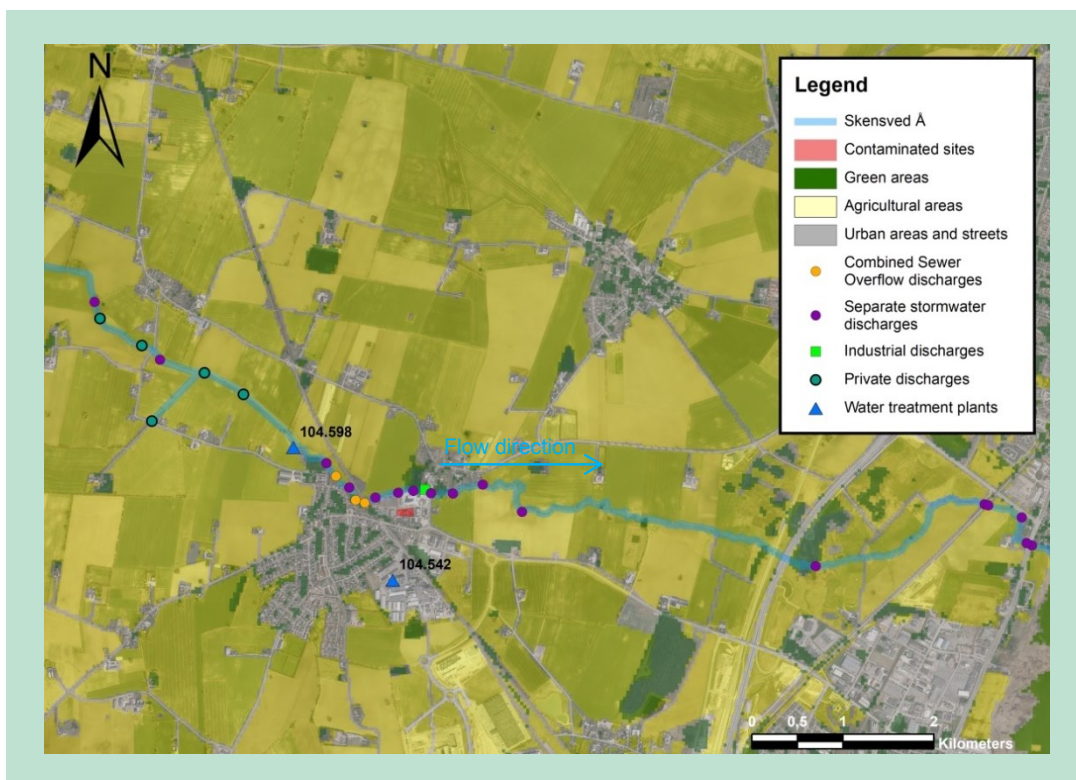 N
Legend
Skensved Å
Contaminated sites
Green areas
Agricultural areas
Urban areas and streets
Combined Sewer
Overflow discharges
Separate stormwater
discharges
Industrial discharges
Private discharges
Water treatment plants
104.598
Flow direction
104.542
0 0,5 1 2
Kilometers